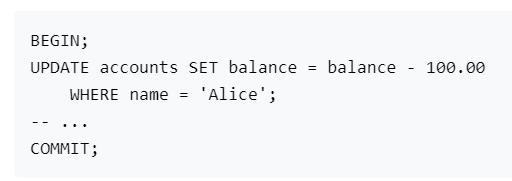 BEGIN;
UPDATE accounts SET balance = balance - 100.00
    WHERE name = 'Alice';
-- ...
COMMIT;